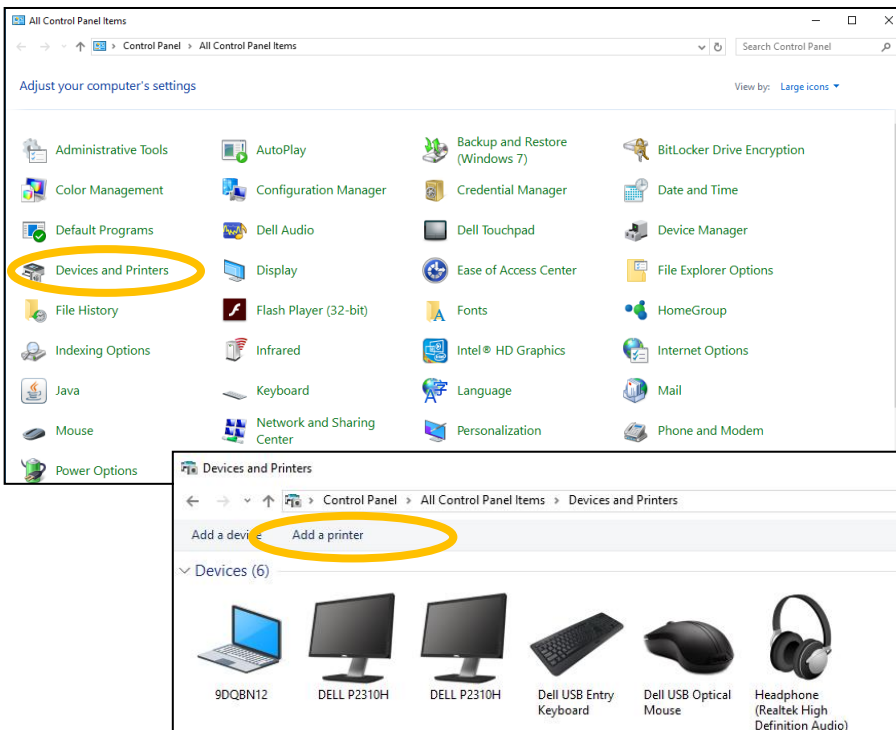 All Control Panel Items
Control Panel > All Control Panel Items
Search Control Panel
Adjust your computer's settings
View by: Large icons
Administrative Tools
AutoPlay
Backup and Restore
(Windows 7)
BitLocker Drive Encryption
Color Management
Configuration Manager
Credential Manager
Date and Time
Default Programs
Dell Audio
Dell Touchpad
Device Manager
Devices and Printers
Display
Ease of Access Center
File Explorer Options
File History
Flash Player (32-bit)
Fonts
HomeGroup
Indexing Options
Infrared
Intel® HD Graphics
Internet Options
Java
Keyboard
Language
Mail
Mouse
Network and Sharing
Center
Personalization
Phone and Modem
Power Options
Devices and Printers
Control Panel > All Control Panel Items > Devices and Printers
Add a device
Add a printer
Devices (6)
9DQBN12
DELL P2310H
DELL P2310H
Dell USB Entry
Keyboard
Dell USB Optical
Mouse
Headphone
(Realtek High
Definition Audio)